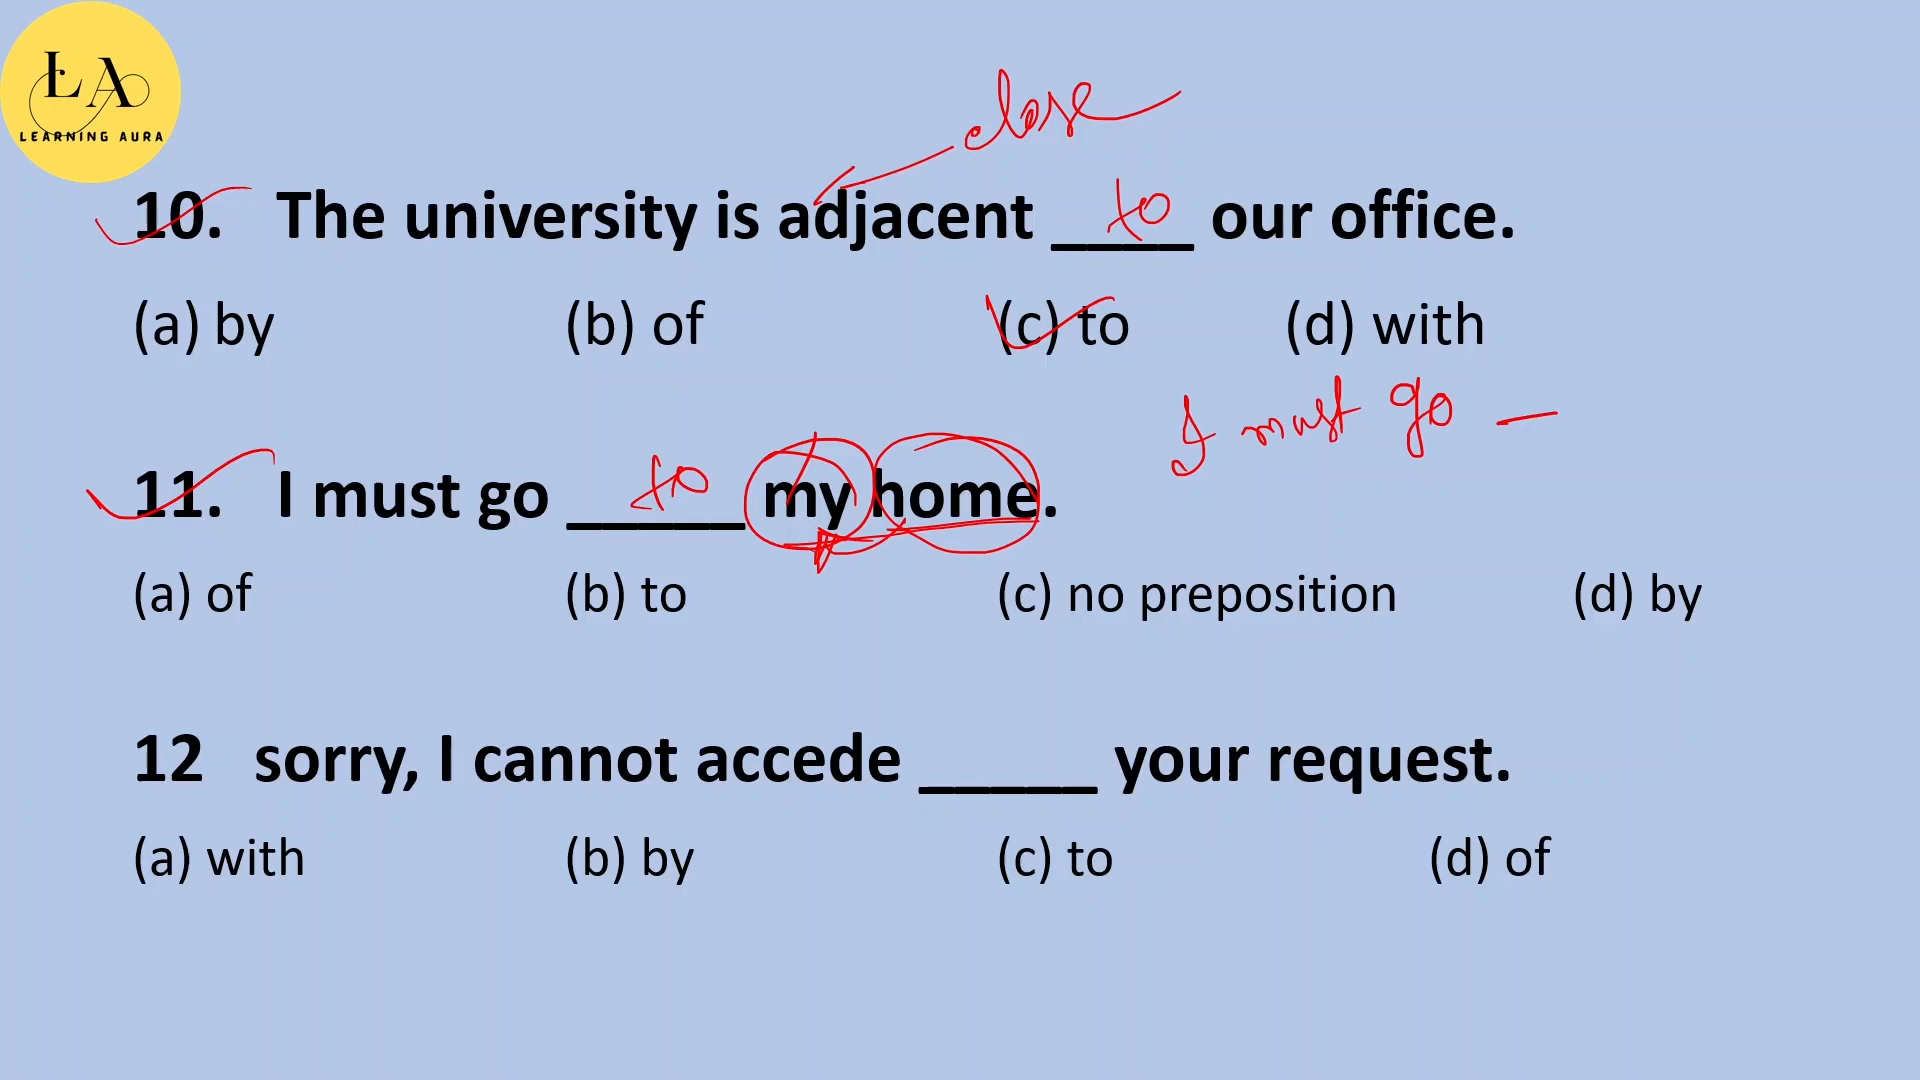 LA
LEARNING AURA
close
10. The university is adjacent __to__ our office.
(a) by (b) of (c) to (d) with
I must go —
11. I must go __to__ my home.
(a) of (b) to (c) no preposition (d) by
12 sorry, I cannot accede _____ your request.
(a) with (b) by (c) to (d) of